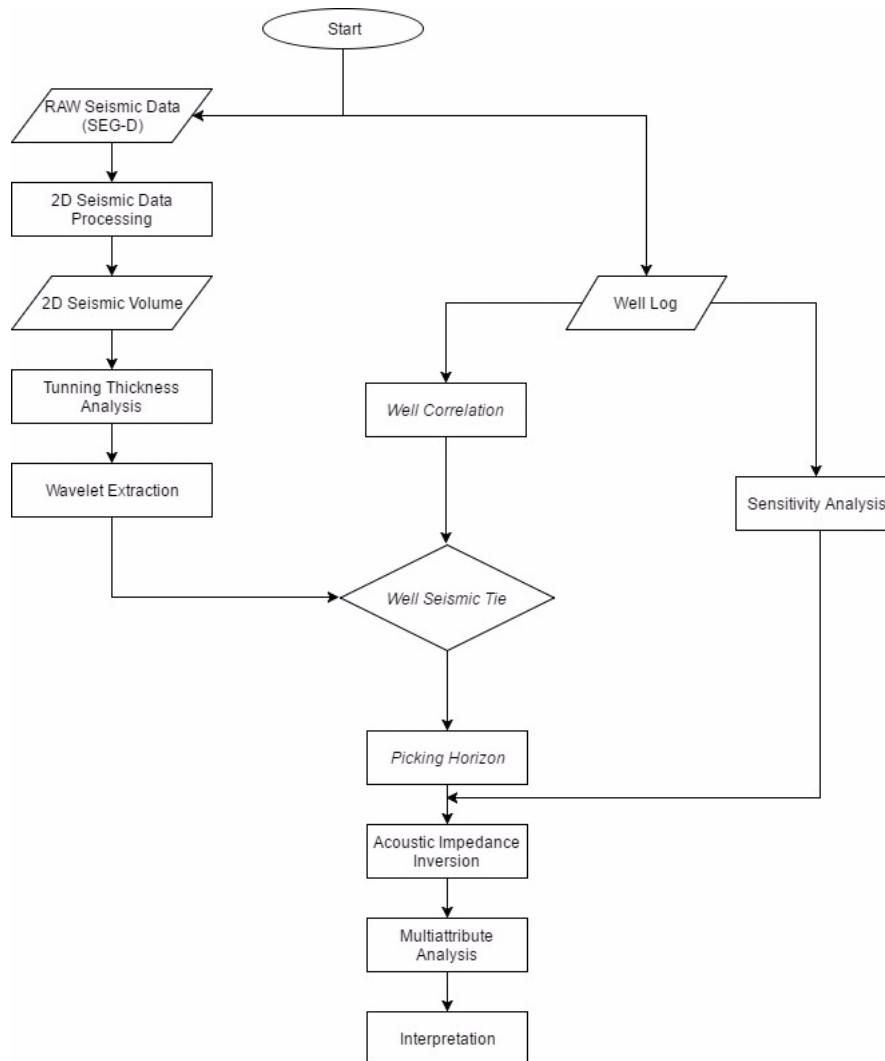 Start
RAW Seismic Data
(SEG-D)
2D Seismic Data
Processing
2D Seismic Volume
Well Log
Tunning Thickness
Analysis
Well Correlation
Wavelet Extraction
Sensitivity Analysis
Well Seismic Tie
Picking Horizon
Acoustic Impedance
Inversion
Multiattribute
Analysis
Interpretation